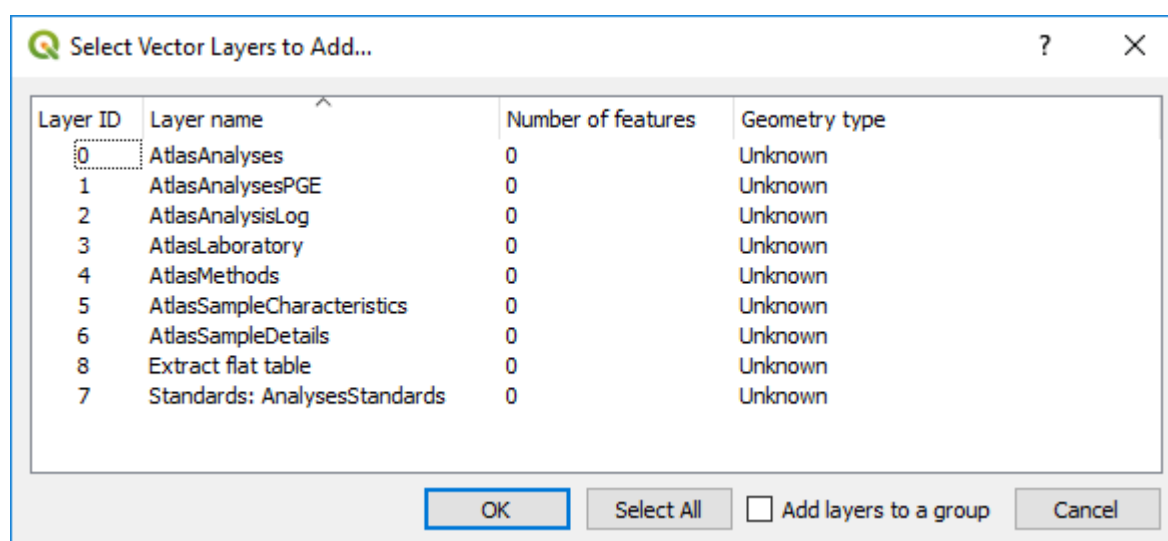 Select Vector Layers to Add... ?
Layer ID Layer name Number of features Geometry type
0 AtlasAnalyses 0 Unknown
1 AtlasAnalysesPGE 0 Unknown
2 AtlasAnalysisLog 0 Unknown
3 AtlasLaboratory 0 Unknown
4 AtlasMethods 0 Unknown
5 AtlasSampleCharacteristics 0 Unknown
6 AtlasSampleDetails 0 Unknown
8 Extract flat table 0 Unknown
7 Standards: AnalysesStandards 0 Unknown
OK Select All Add layers to a group Cancel